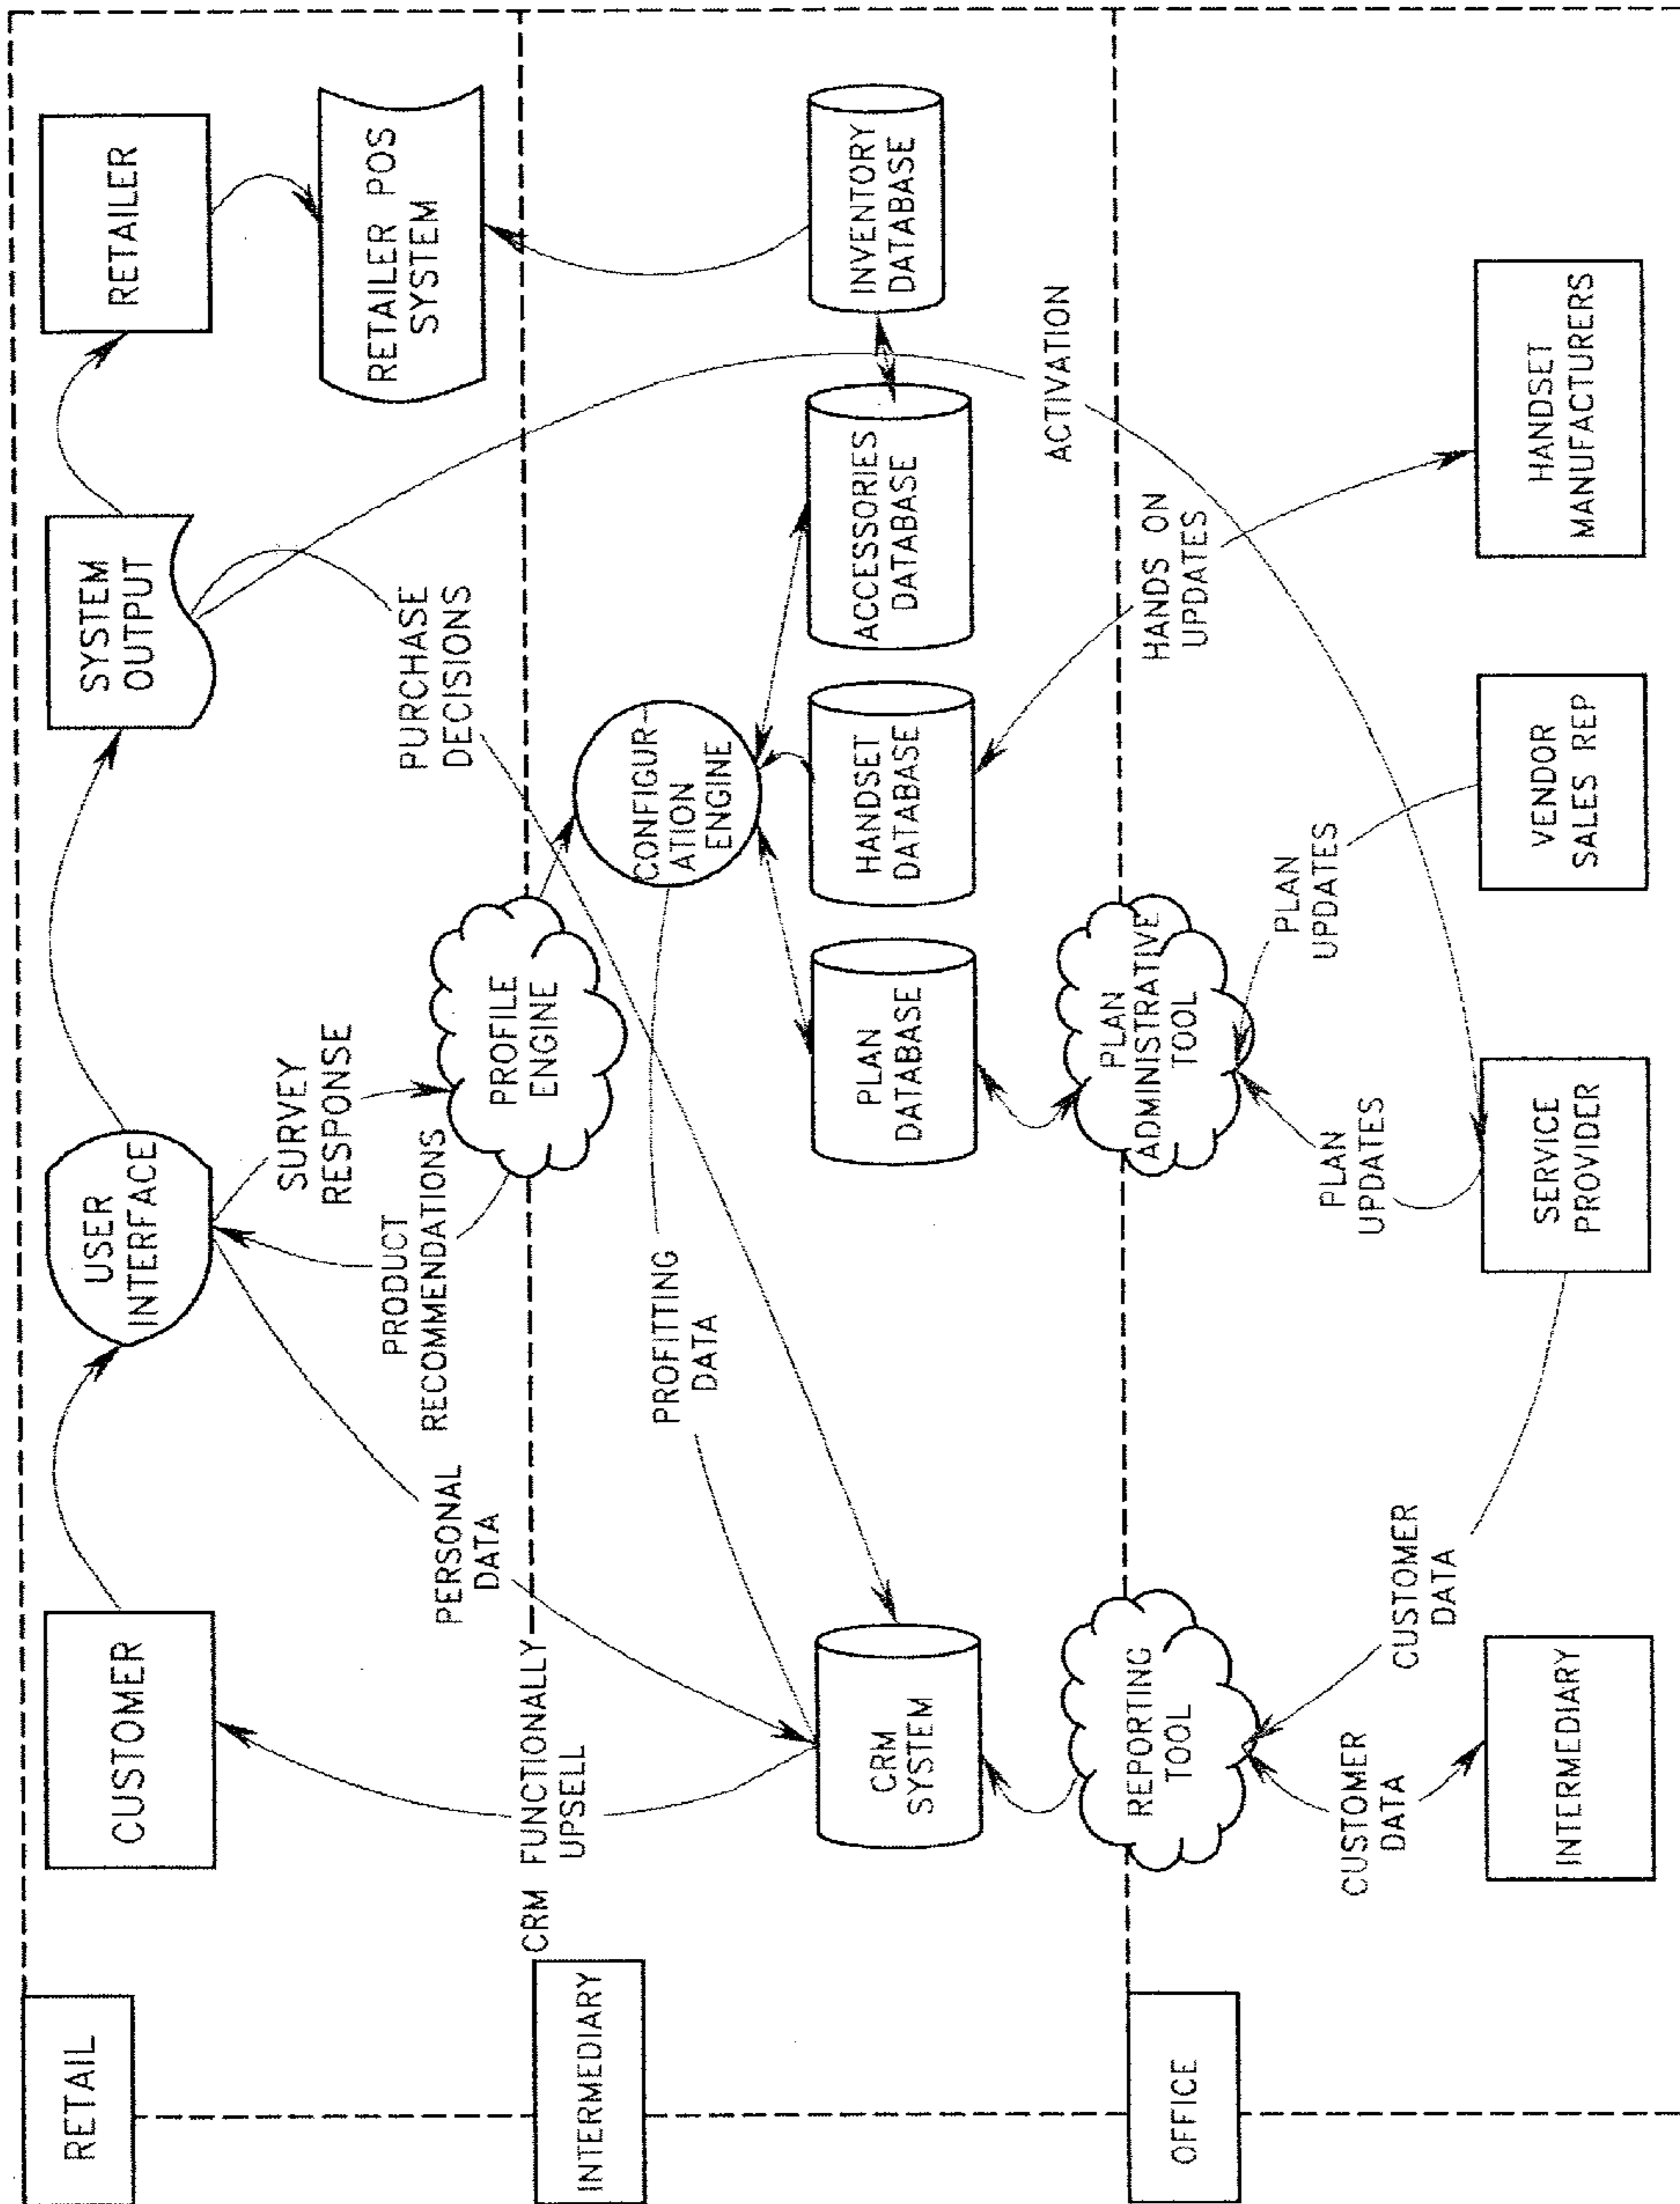 RETAIL
CUSTOMER
USER
INTERFACE
SYSTEM
OUTPUT
RETAILER
SURVEY
RESPONSE
PRODUCT
RECOMMENDATIONS
PERSONAL
DATA
PURCHASE
DECISIONS
RETAILER POS
SYSTEM
PROFILE
ENGINE
CRM FUNCTIONALLY
UPSELL
INTERMEDIARY
CONFIGUR-
ATION
ENGINE
PROFITTING
DATA
CRM
SYSTEM
PLAN
DATABASE
HANDSET
DATABASE
ACCESSORIES
DATABASE
INVENTORY
DATABASE
ACTIVATION
OFFICE
REPORTING
TOOL
PLAN
ADMINISTRATIVE
TOOL
HANDS ON
UPDATES
CUSTOMER
DATA
CUSTOMER
DATA
PLAN
UPDATES
PLAN
UPDATES
INTERMEDIARY
SERVICE
PROVIDER
VENDOR
SALES REP
HANDSET
MANUFACTURERS